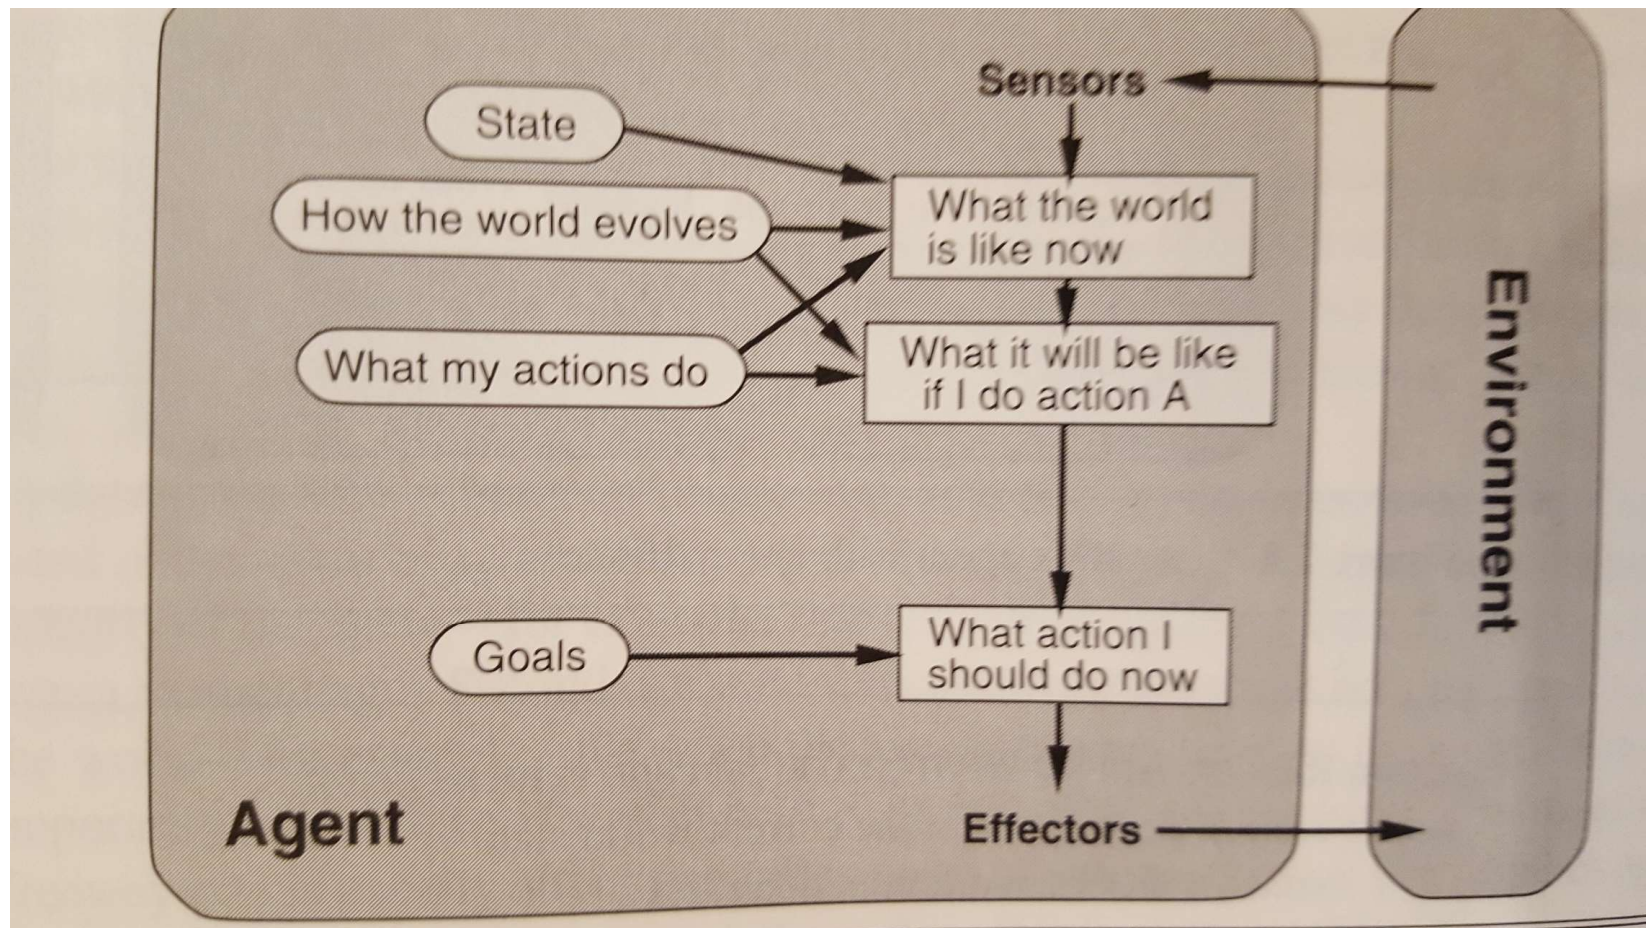 Sensors
State
What the world
is like now
How the world evolves
What it will be like
if I do action A
What my actions do
Environment
Goals
What action I
should do now
Agent
Effectors